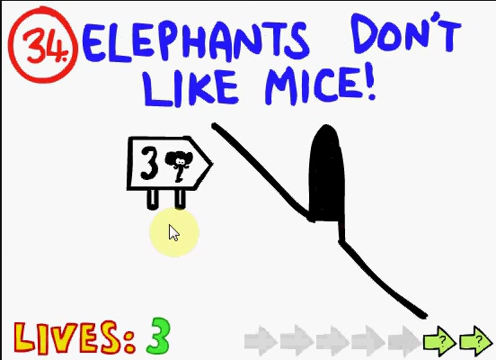 34. ELEPHANTS DON'T
LIKE MICE!
3
LIVES: 3
? ?